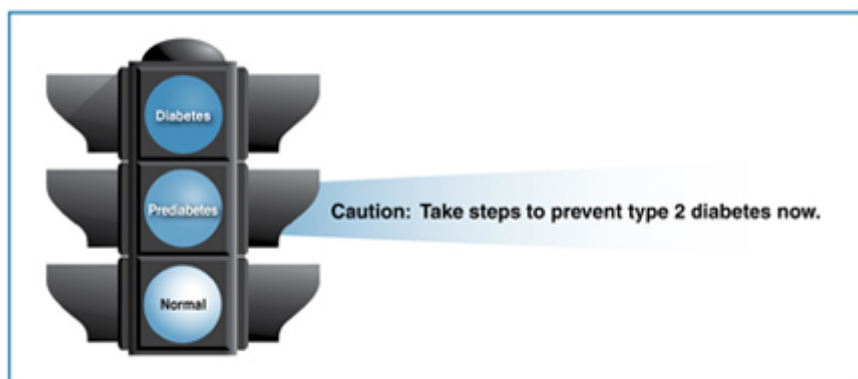 Diabetes
Prediabetes
Caution: Take steps to prevent type 2 diabetes now.
Normal